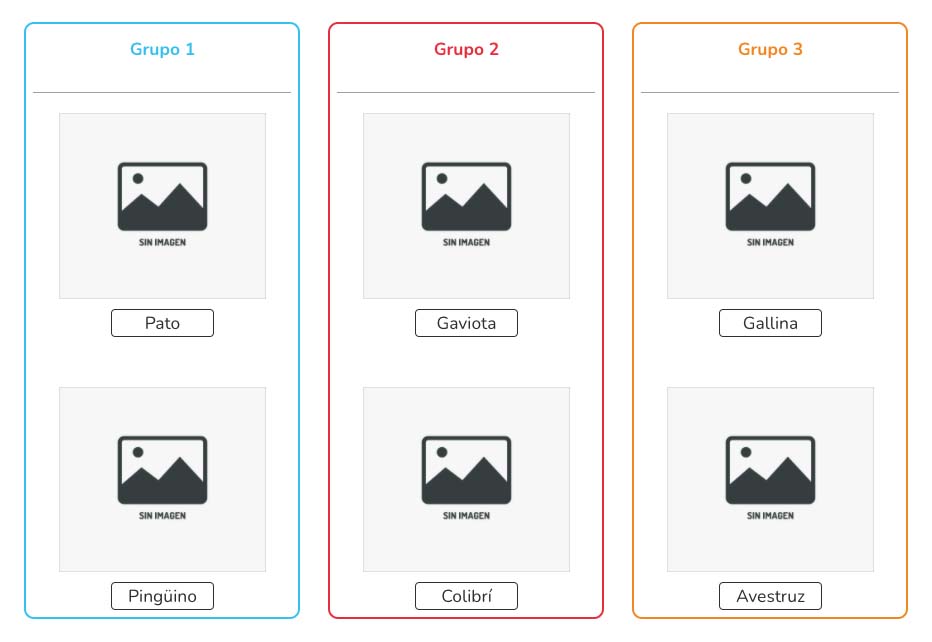 Grupo 1
SIN IMAGEN
Pato
SIN IMAGEN
Pingüino
Grupo 2
SIN IMAGEN
Gaviota
SIN IMAGEN
Colibrí
Grupo 3
SIN IMAGEN
Gallina
SIN IMAGEN
Avestruz